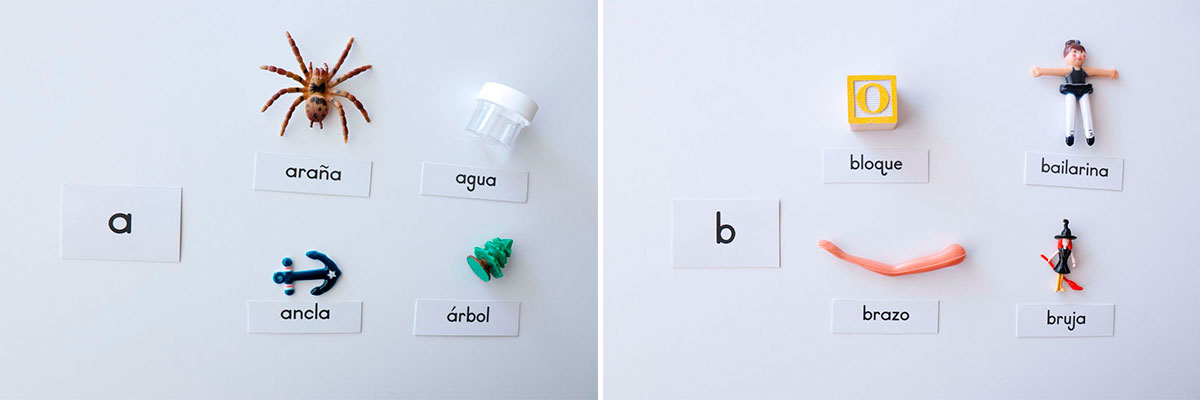 a
araña
agua
ancla
árbol
b
O
bloque
bailarina
brazo
bruja